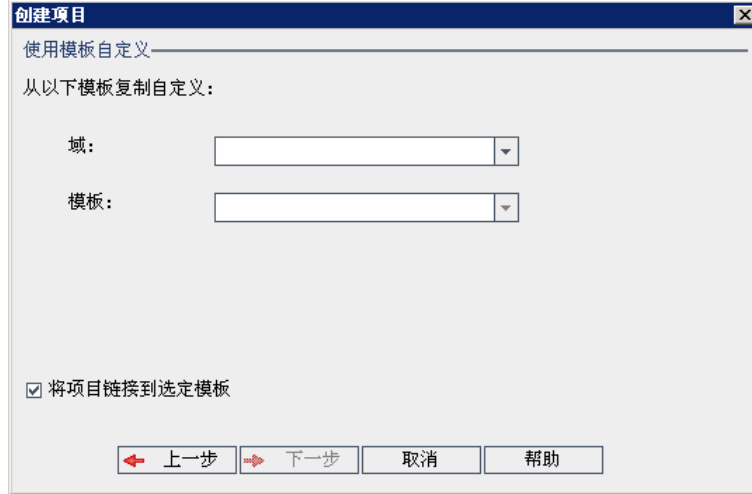 创建项目
使用模板自定义
从以下模板复制自定义：
域：
模板：
将项目链接到选定模板
上一步 下一步 取消 帮助